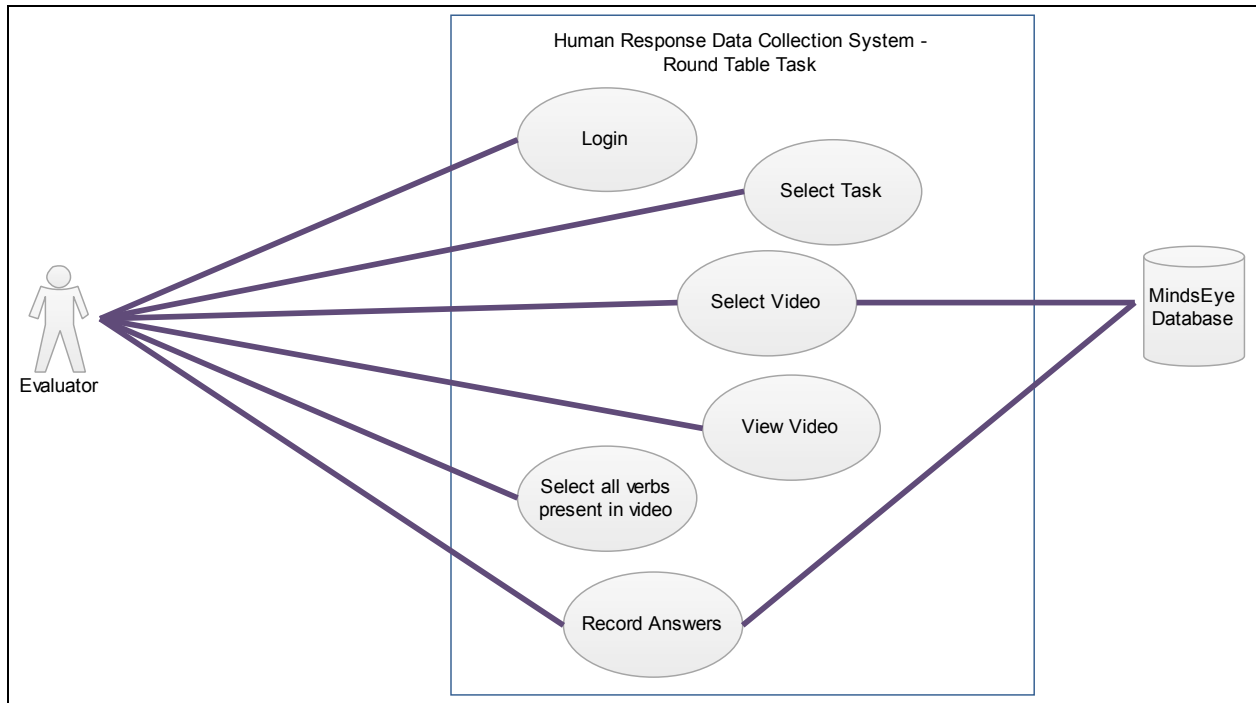 Human Response Data Collection System -
Round Table Task
Login
Select Task
Select Video
MindsEye
Database
Evaluator
View Video
Select all verbs
present in video
Record Answers